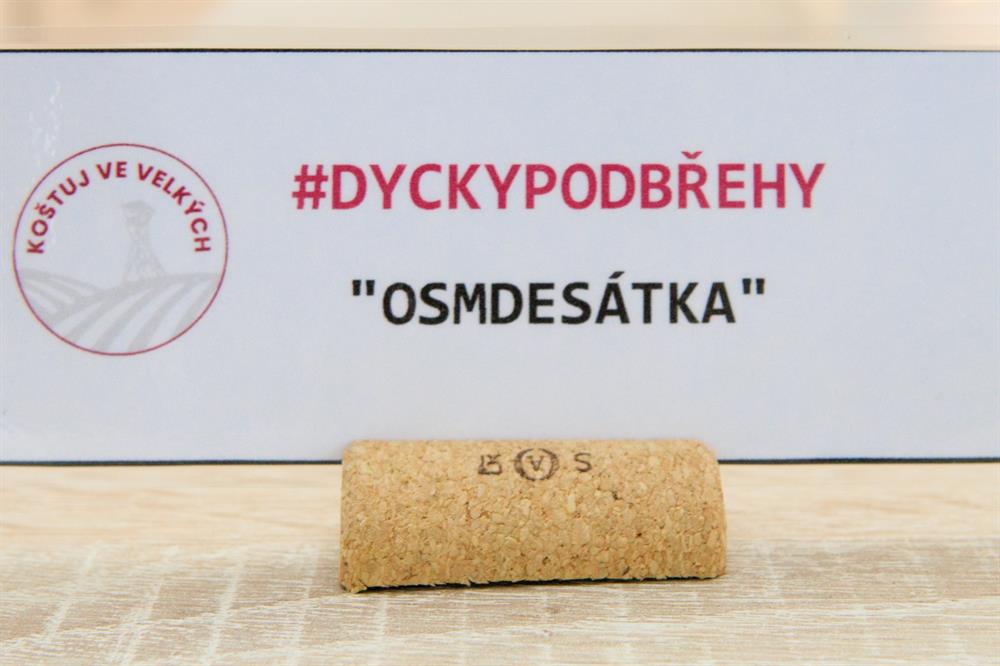 KOŠTUJ VE VELKÝCH
#DYCKYPODBŘEHY
"OSMDESÁTKA"
V S